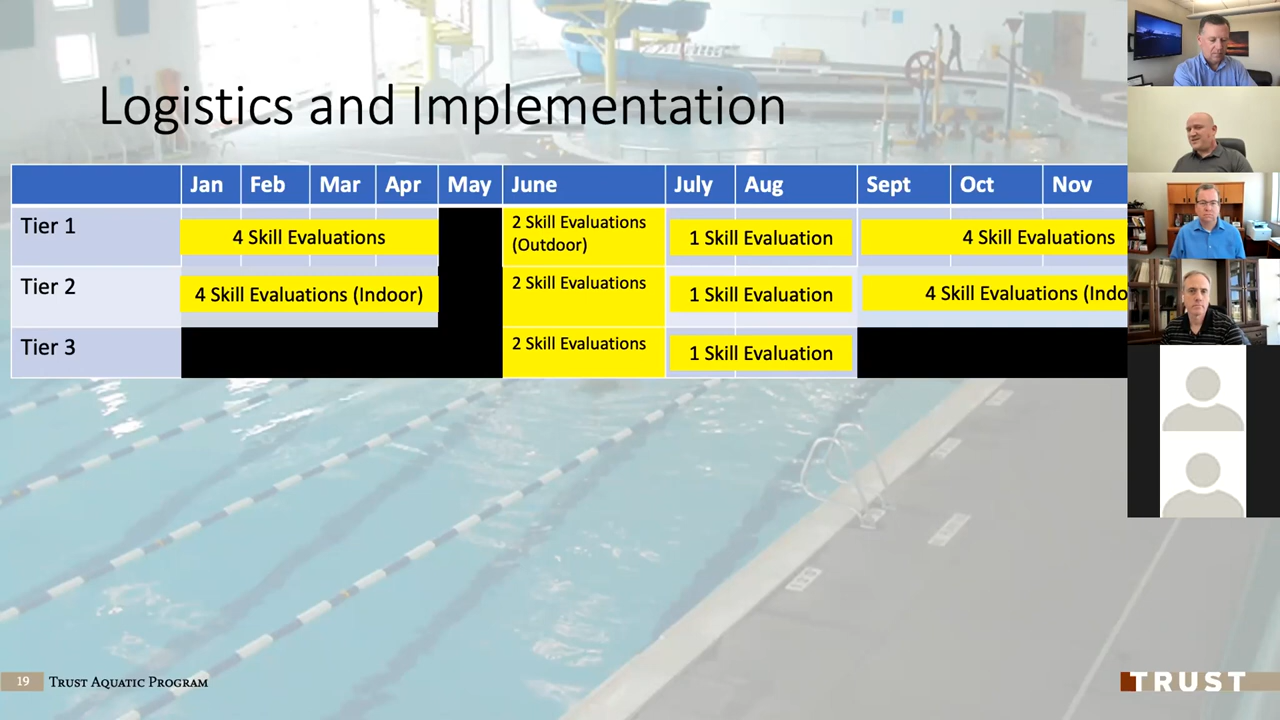 Logistics and Implementation
Jan Feb Mar Apr May June July Aug Sept Oct Nov
Tier 1
4 Skill Evaluations
2 Skill Evaluations
(Outdoor)
1 Skill Evaluation
4 Skill Evaluations
Tier 2
4 Skill Evaluations (Indoor)
2 Skill Evaluations
1 Skill Evaluation
4 Skill Evaluations (Indo
Tier 3
2 Skill Evaluations
1 Skill Evaluation
19 Trust Aquatic Program
TRUST